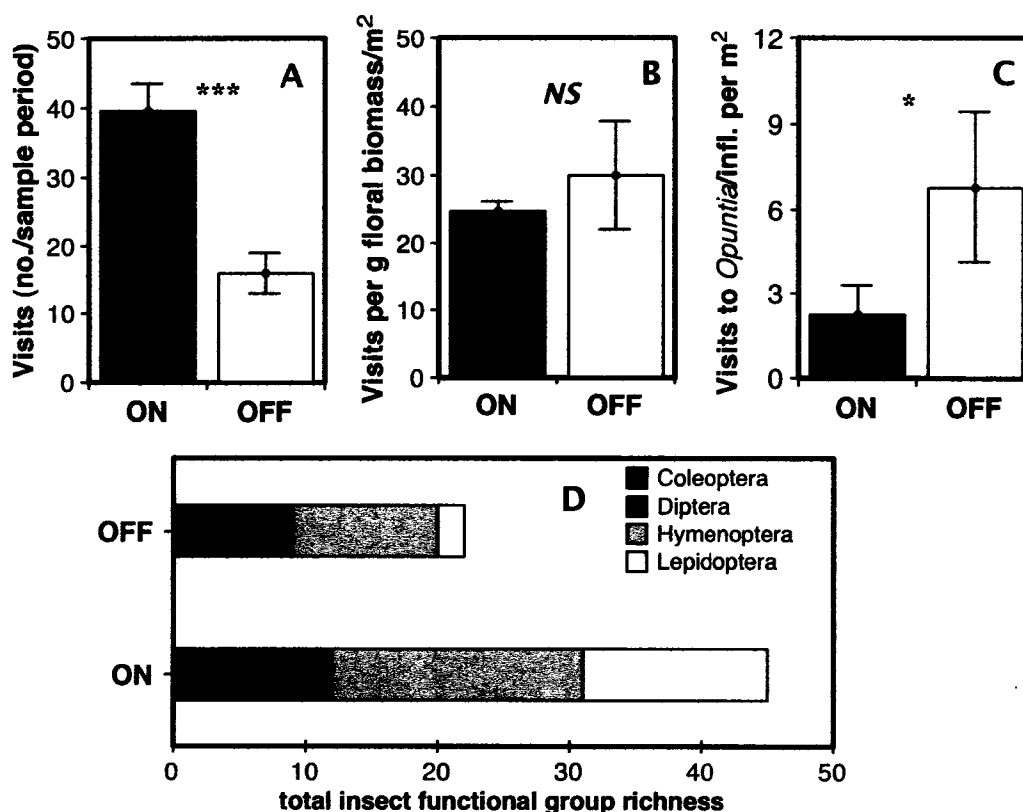 Visits (no./sample period)
50
40
30
20
10
0
A
***
ON OFF
Visits per g floral biomass/m²
50
40
30
20
10
0
B
NS
ON OFF
Visits to Opuntia/infl. per m²
12
9
6
3
0
C
*
ON OFF
D
Coleoptera
Diptera
Hymenoptera
Lepidoptera
OFF
ON
0 10 20 30 40 50
total insect functional group richness